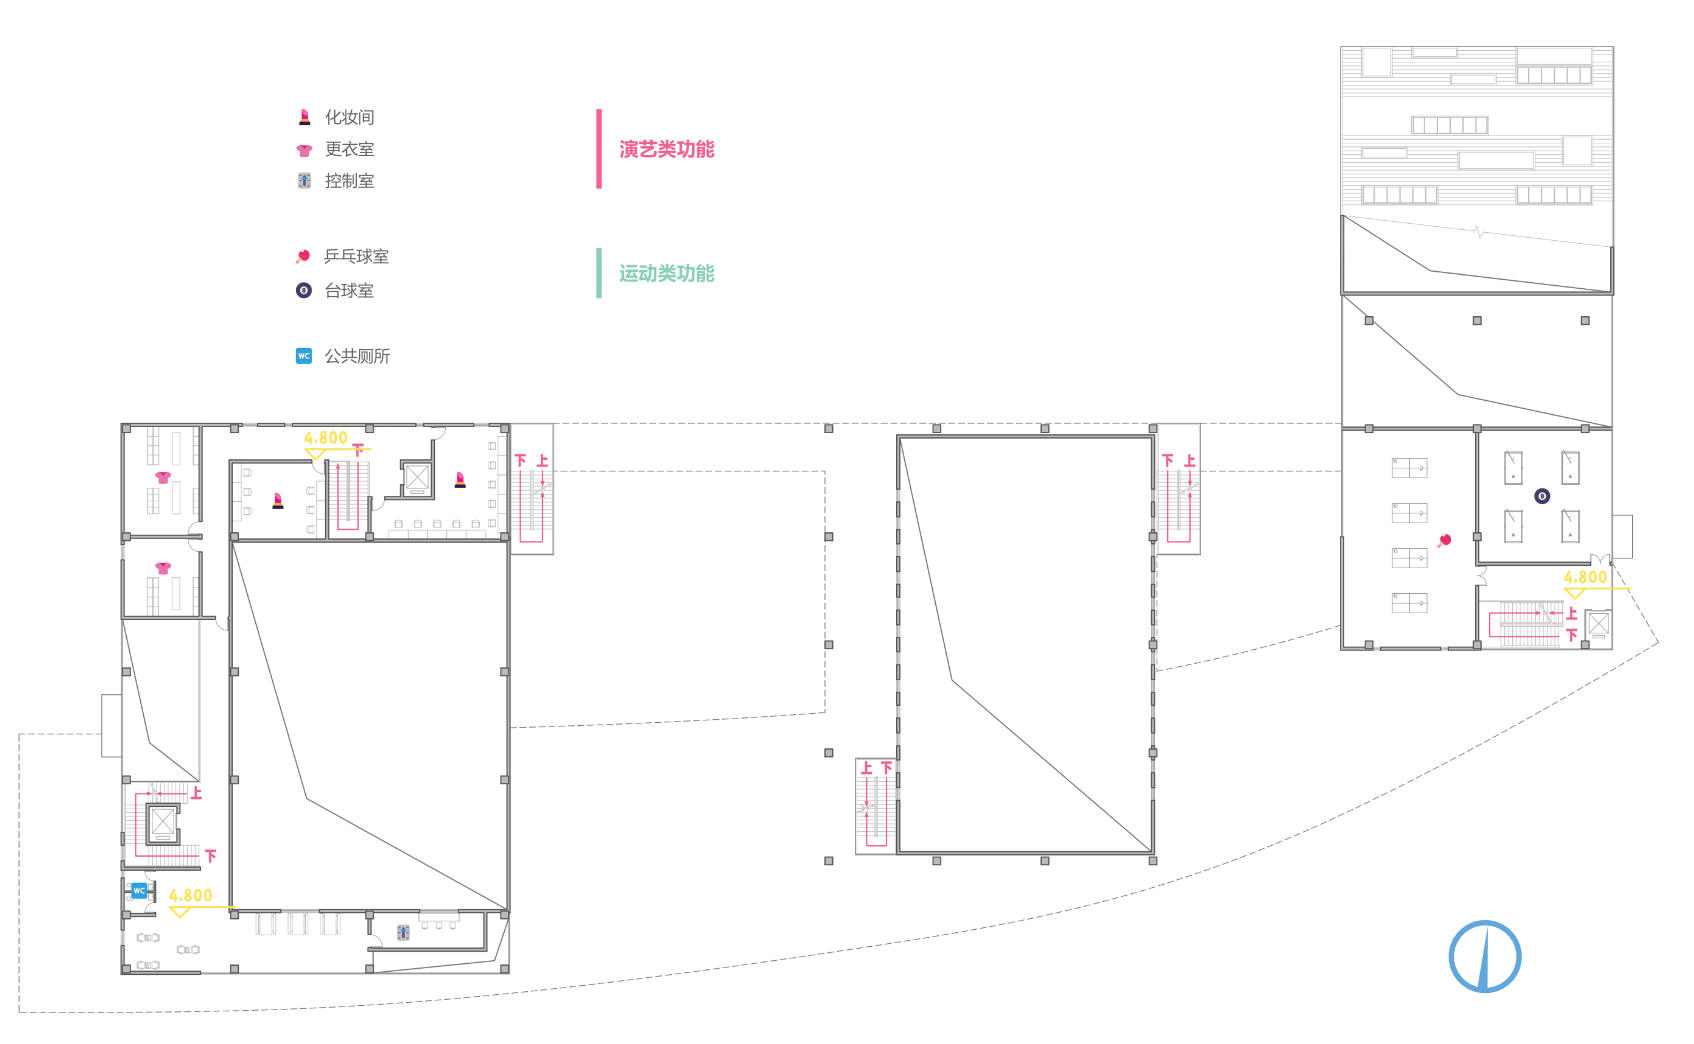 化妆间
更衣室
控制室
演艺类功能
乒乓球室
台球室
运动类功能
WC 公共厕所
4.800
下
下 上
下 上
8
4.800
上
下
上 下
上
下
WC
4.800